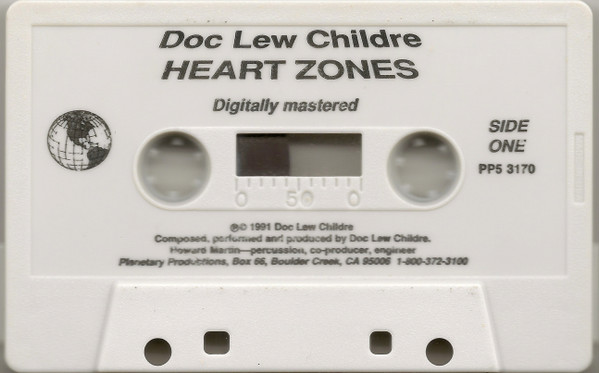 Doc Lew Childre
HEART ZONES
Digitally mastered
SIDE
ONE
PP5 3170
0 50 0
℗© 1991 Doc Lew Childre
Composed, performed and produced by Doc Lew Childre.
Howard Martin—percussion, co-producer, engineer
Planetary Productions, Box 66, Boulder Creek, CA 95006 1-800-372-3100